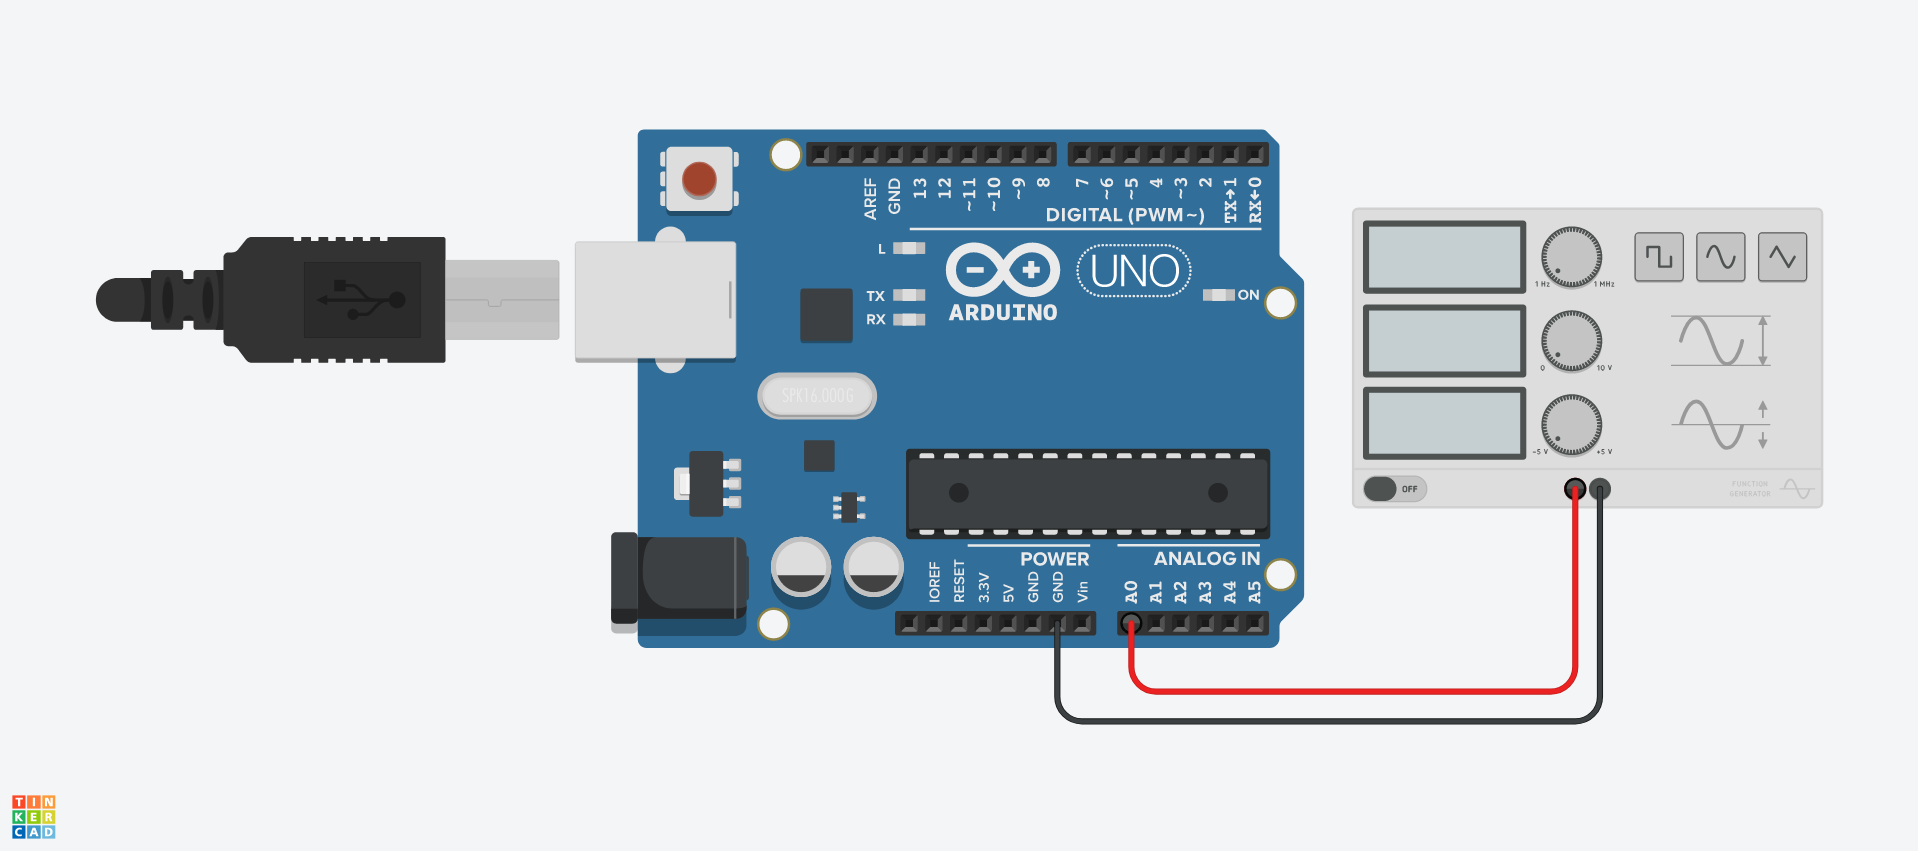 AREF
GND
13
12
~11
~10
~9
8
7
~6
~5
4
~3
2
TX→1
RX←0
DIGITAL (PWM~)
L
TX
RX
ARDUINO
UNO
ON
SPK16.000G
POWER
ANALOG IN
IOREF
RESET
3.3V
5V
GND
GND
Vin
A0
A1
A2
A3
A4
A5
1 Hz
1 MHz
0
10 V
-5 V
+5 V
OFF
FUNCTION
GENERATOR
TIN
KER
CAD